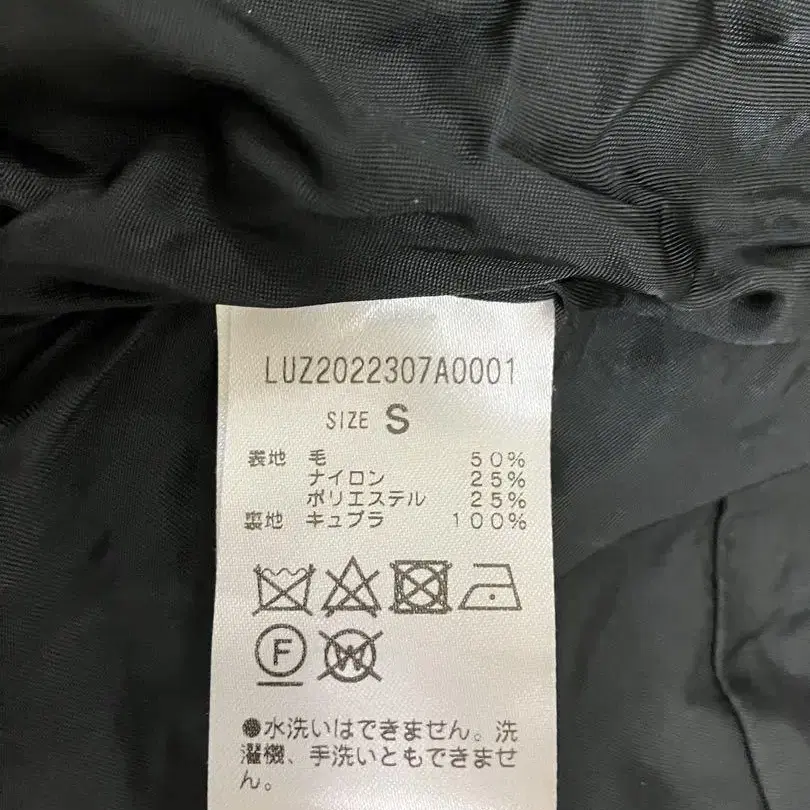 LUZ2022307A0001
SIZE S
表地 毛 50%
ナイロン 25%
ポリエステル 25%
裏地 キュプラ 100%
F W
●水洗いはできません。洗
濯機、手洗いともできませ
ん。